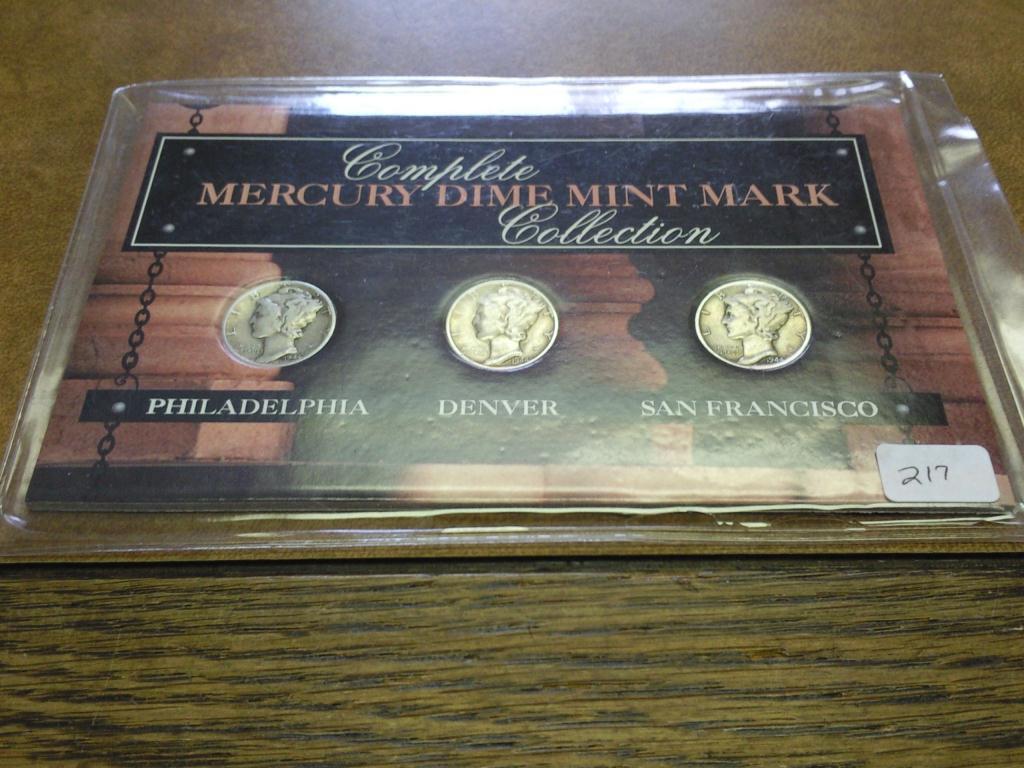 Complete
MERCURY DIME MINT MARK
Collection
PHILADELPHIA DENVER SAN FRANCISCO
217